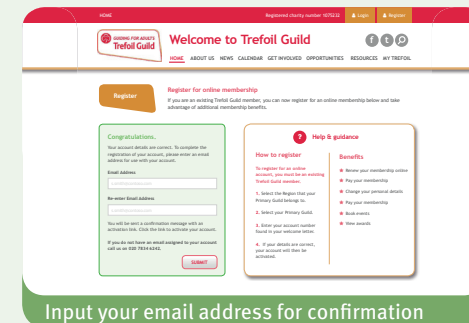 HOME
Registered charity number 1075232
Login
Register
GUIDING FOR ADULTS
Trefoil Guild
Welcome to Trefoil Guild
HOME ABOUT US NEWS CALENDAR GET INVOLVED OPPORTUNITIES RESOURCES MY TREFOIL
Register
Register for online membership
If you are an existing Trefoil Guild member, you can now register for an online membership below and take
advantage of additional membership benefits.
Congratulations.
Your account details are correct. To complete the
registration of your account, please enter an email
address for use with your account.
Email Address
Re-enter Email Address
You will be sent a confirmation message with an
activation link. Click the link to activate your account.
If you do not have an email assigned to your account
call us on 020 7834 6242.
SUBMIT
? Help & guidance
How to register
To register for an online
account, you must be an existing
Trefoil Guild member.
1. Select the Region that your
Primary Guild belongs to.
2. Select your Primary Guild.
3. Enter your account number
found in your welcome letter.
4. If your details are correct,
your account will then be
activated.
Benefits
Renew your membership online
Pay your membership
Change your personal details
Pay your membership
Book events
View awards
Input your email address for confirmation